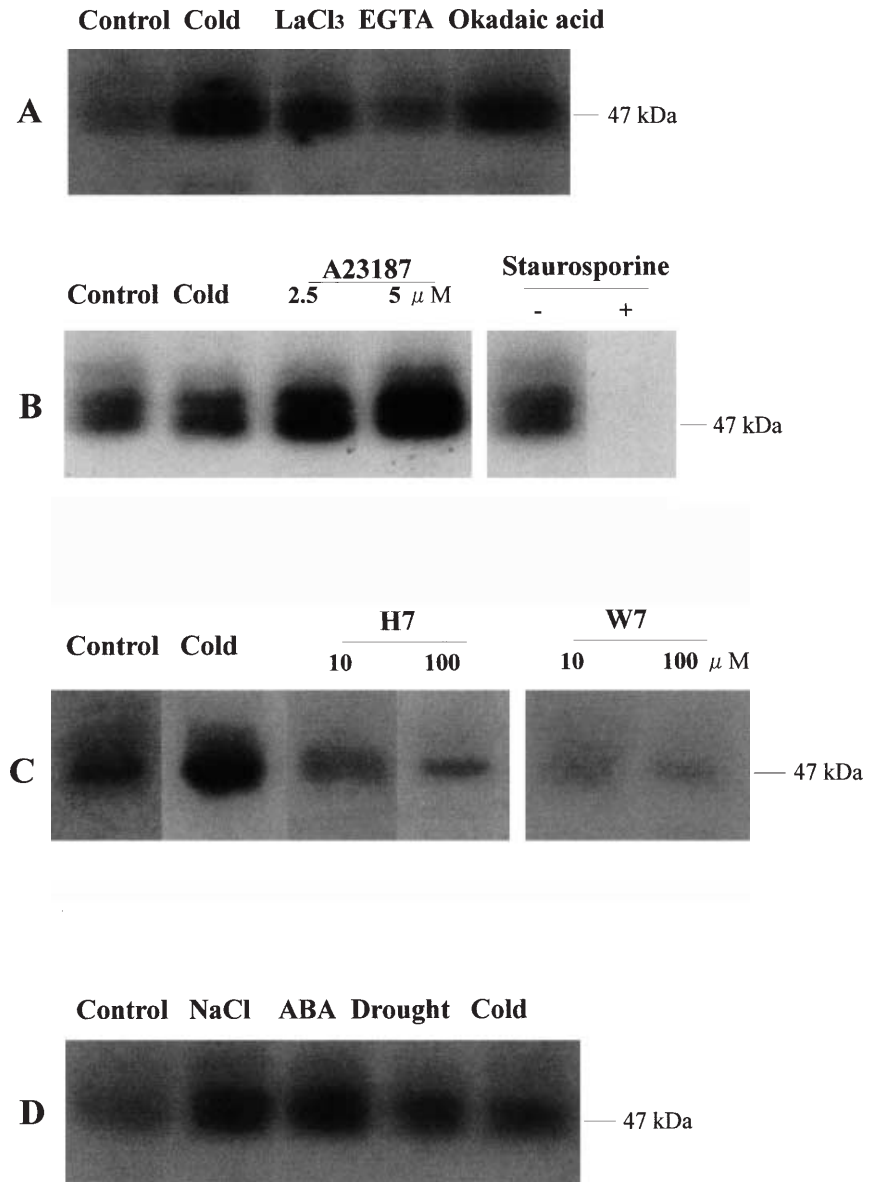 Control Cold LaCl₃ EGTA Okadaic acid
A
47 kDa
A23187
Staurosporine
Control Cold 2.5 5 μM
- +
B
47 kDa
H7 W7
Control Cold 10 100 10 100 μM
C
47 kDa
Control NaCl ABA Drought Cold
D
47 kDa